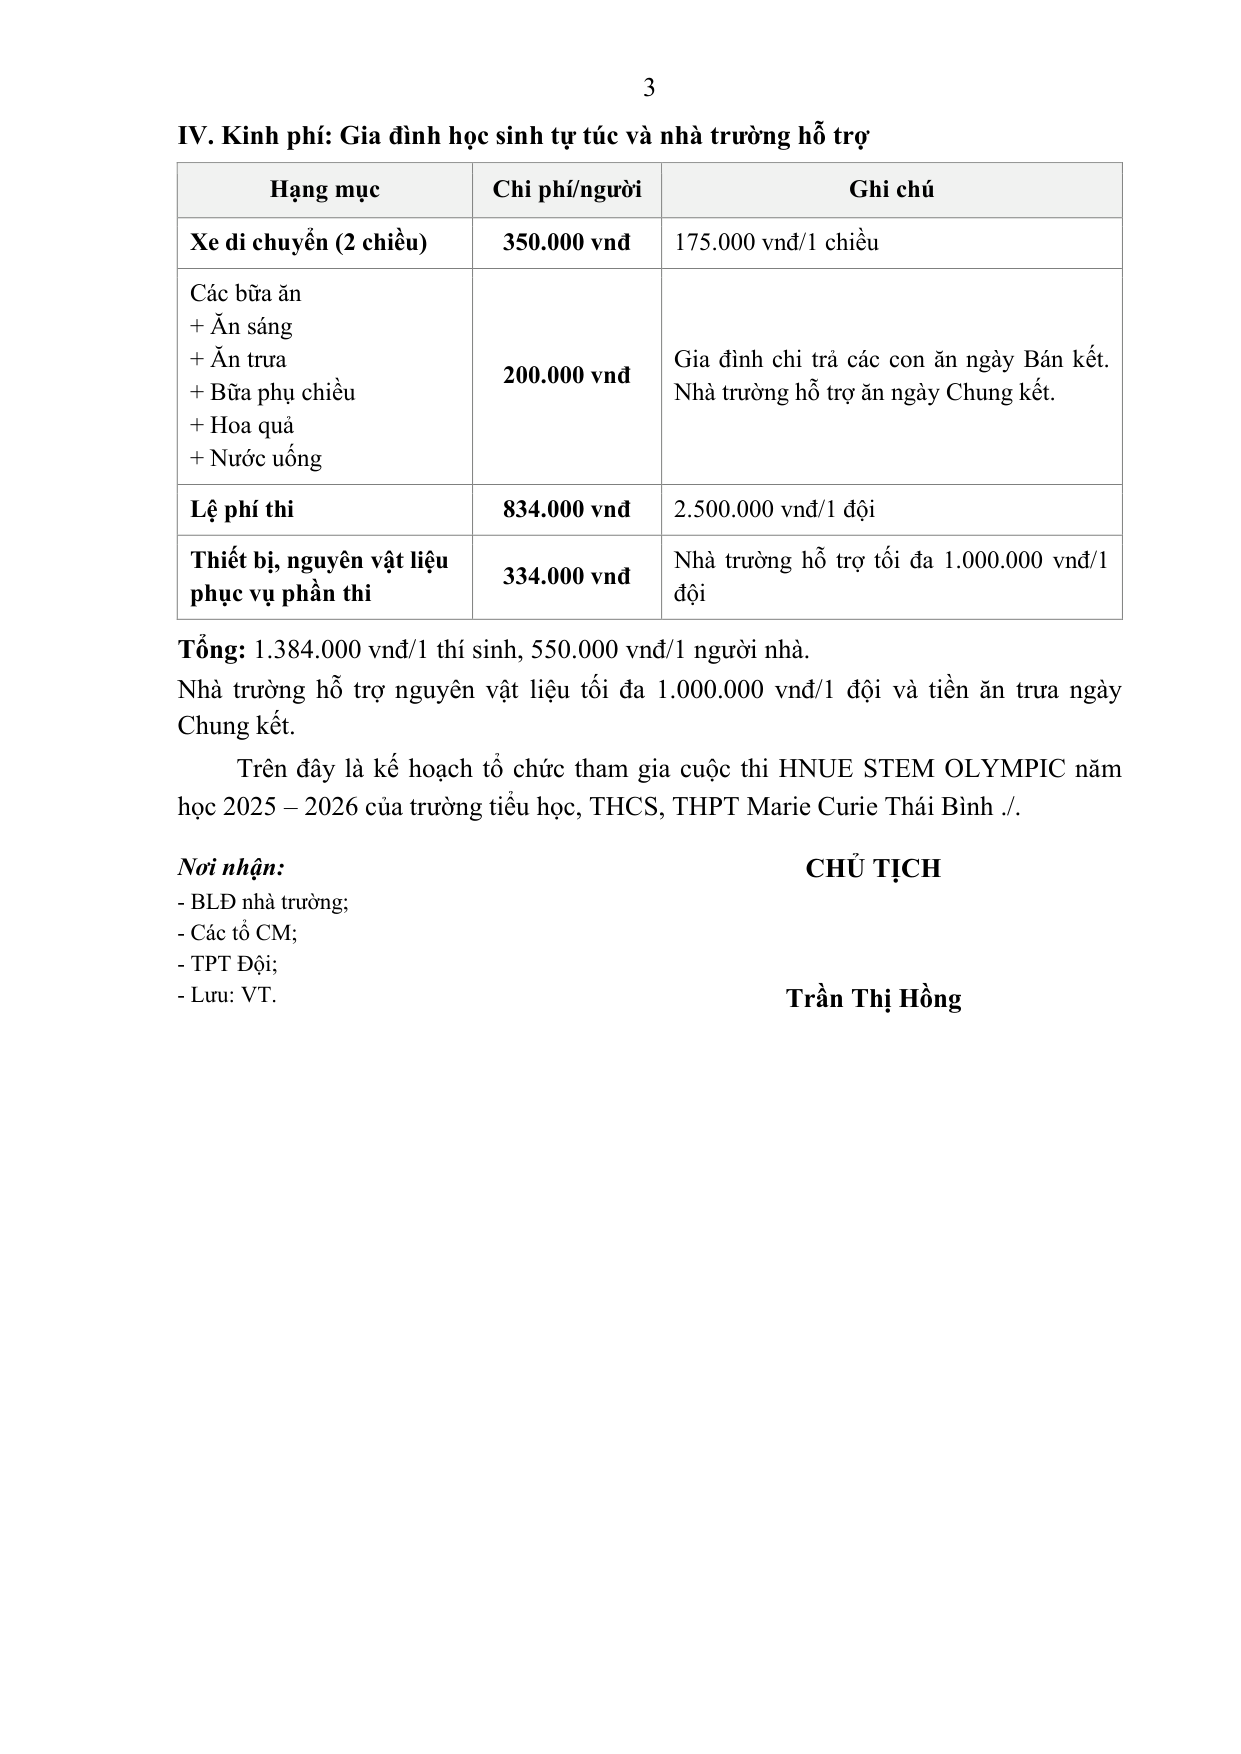 3
IV. Kinh phí: Gia đình học sinh tự túc và nhà trường hỗ trợ
Hạng mục
Chi phí/người
Ghi chú
Xe di chuyển (2 chiều)
350.000 vnđ
175.000 vnđ/1 chiều
Các bữa ăn
+ Ăn sáng
+ Ăn trưa
+ Bữa phụ chiều
+ Hoa quả
+ Nước uống
200.000 vnđ
Gia đình chi trả các con ăn ngày Bán kết.
Nhà trường hỗ trợ ăn ngày Chung kết.
Lệ phí thi
834.000 vnđ
2.500.000 vnđ/1 đội
Thiết bị, nguyên vật liệu
phục vụ phần thi
334.000 vnđ
Nhà trường hỗ trợ tối đa 1.000.000 vnđ/1
đội
Tổng: 1.384.000 vnđ/1 thí sinh, 550.000 vnđ/1 người nhà.
Nhà trường hỗ trợ nguyên vật liệu tối đa 1.000.000 vnđ/1 đội và tiền ăn trưa ngày
Chung kết.
Trên đây là kế hoạch tổ chức tham gia cuộc thi HNUE STEM OLYMPIC năm
học 2025 – 2026 của trường tiểu học, THCS, THPT Marie Curie Thái Bình ./.
Nơi nhận:
- BLĐ nhà trường;
- Các tổ CM;
- TPT Đội;
- Lưu: VT.
CHỦ TỊCH
Trần Thị Hồng